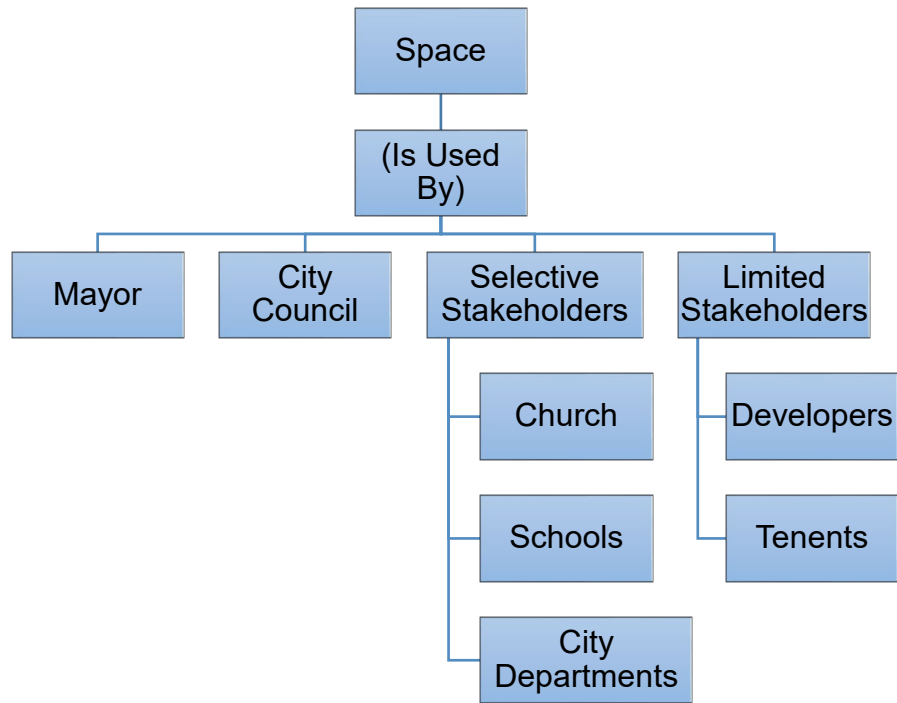 Space
(Is Used
By)
Mayor
City
Council
Selective
Stakeholders
Limited
Stakeholders
Church
Developers
Schools
Tenents
City
Departments